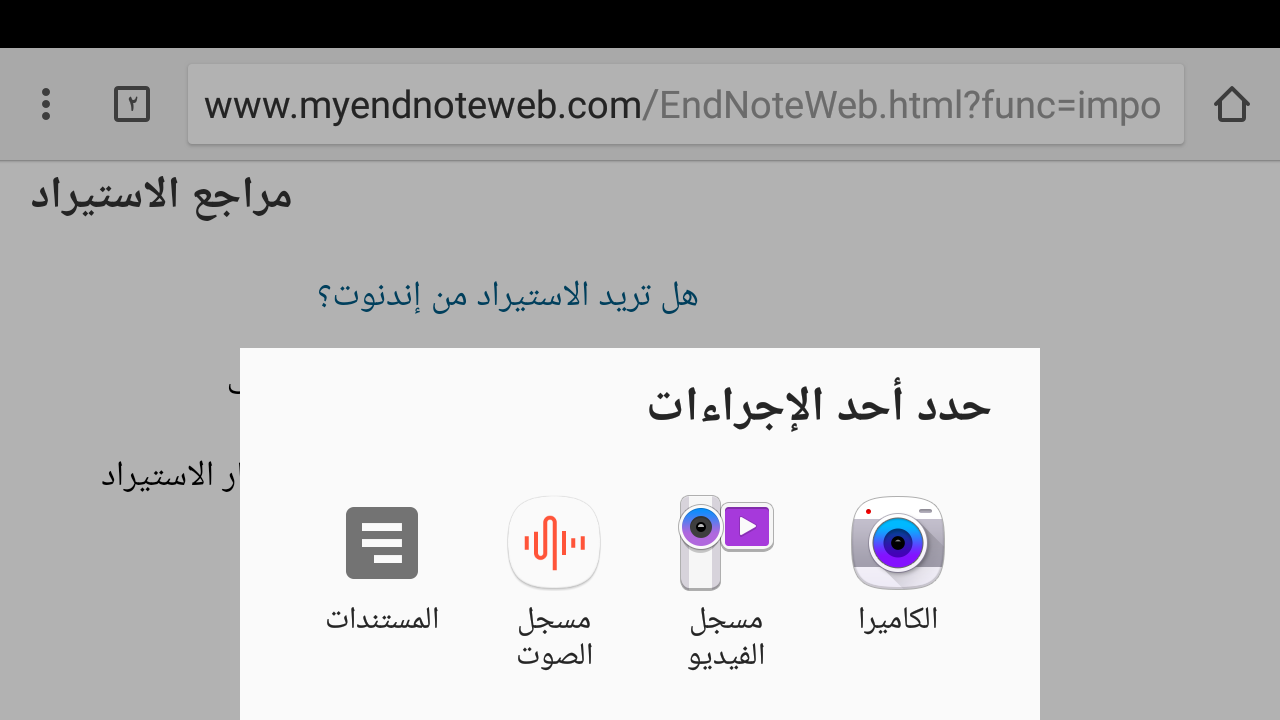 ٢
www.myendnoteweb.com/EndNoteWeb.html?func=impo
مراجع الاستيراد
هل تريد الاستيراد من إندنوت؟
الاستيراد
حدد أحد الإجراءات
الكاميرا
مسجل
الفيديو
مسجل
الصوت
المستندات